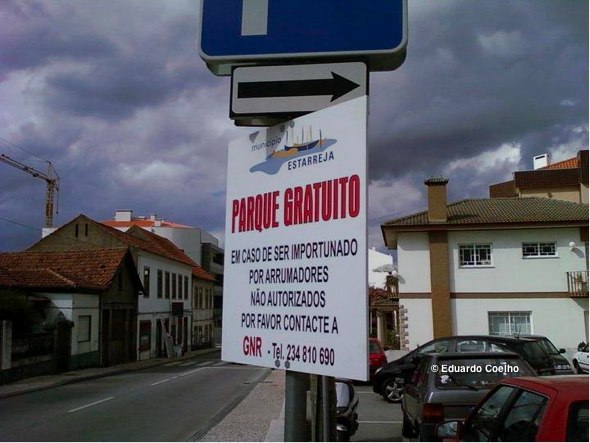 município
ESTARREJA
PARQUE GRATUITO
EM CASO DE SER IMPORTUNADO
POR ARRUMADORES
NÃO AUTORIZADOS
POR FAVOR CONTACTE A
GNR - Tel. 234 810 690
© Eduardo Coelho